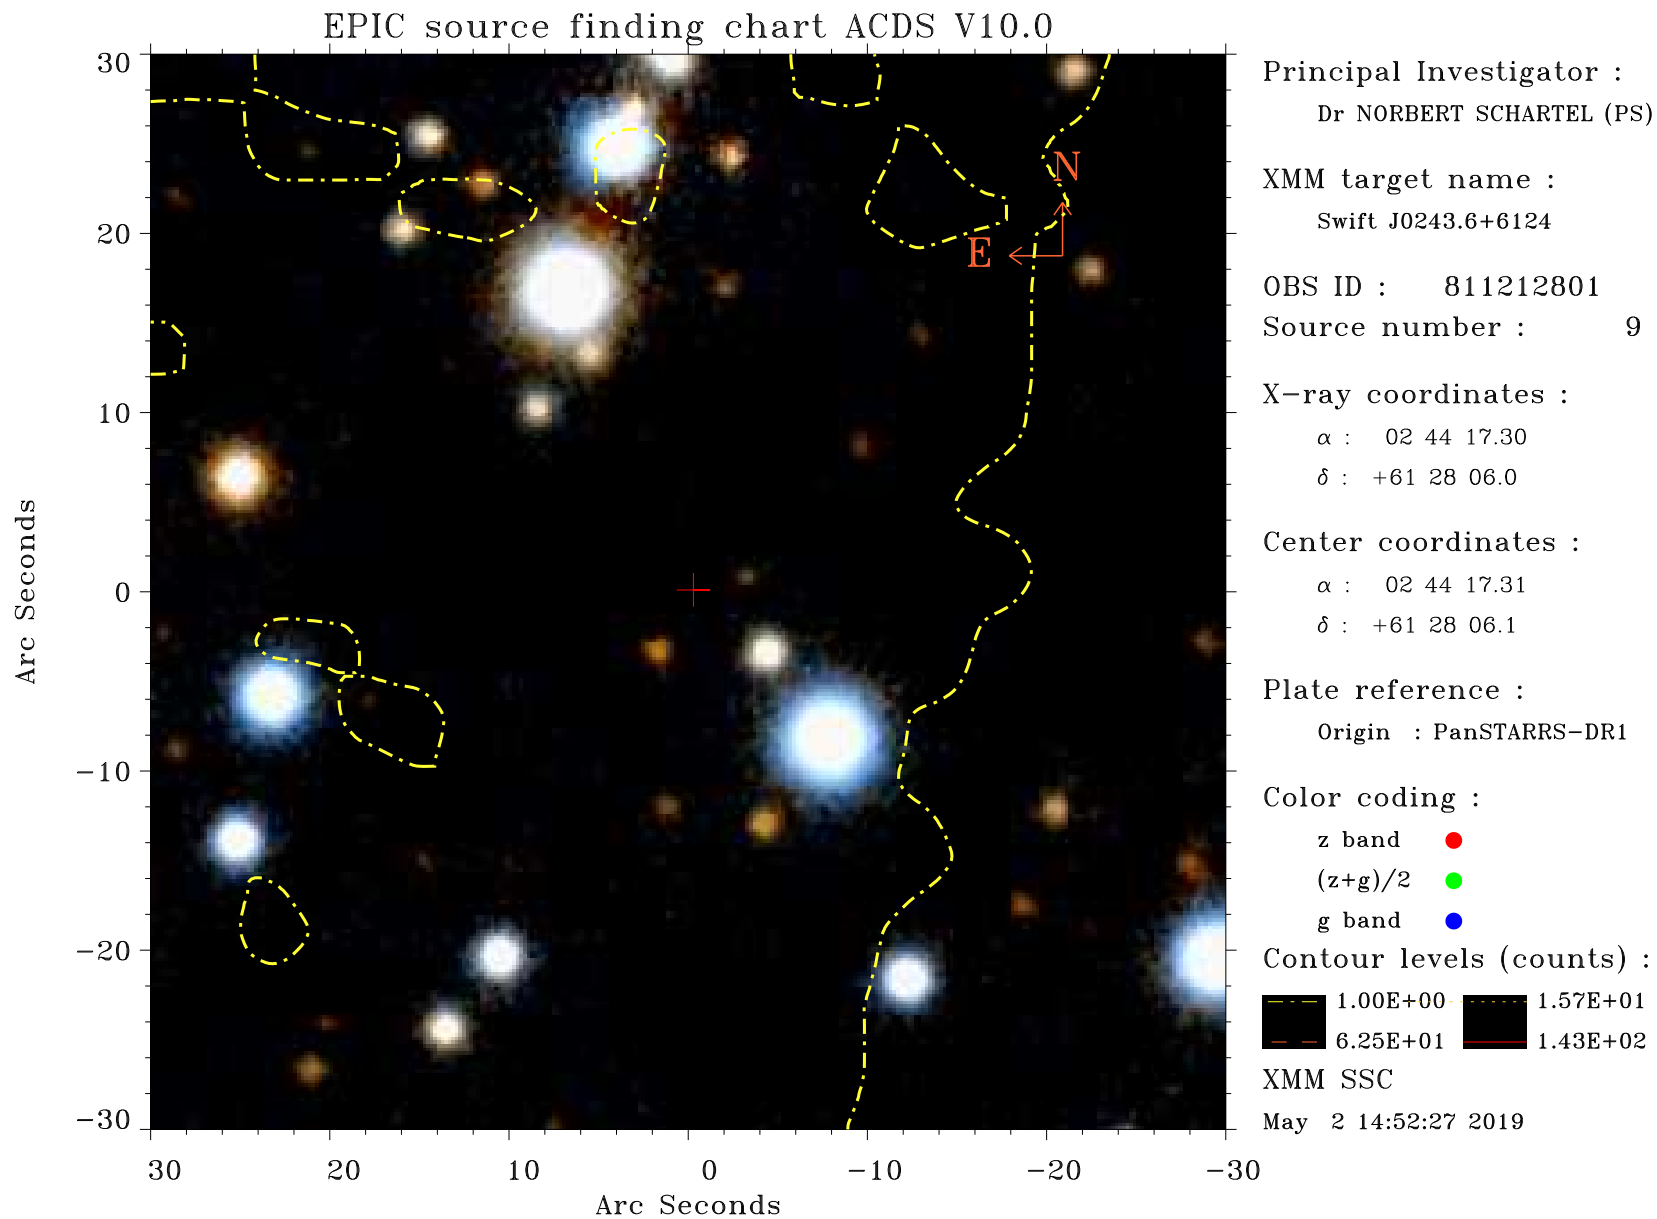 EPIC source finding chart ACDS V10.0
30
20
10
0
−10
−20
−30
Arc Seconds
30 20 10 0 −10 −20 −30
Arc Seconds
N
E
Principal Investigator :
Dr NORBERT SCHARTEL (PS)
XMM target name :
Swift J0243.6+6124
OBS ID : 811212801
Source number : 9
X−ray coordinates :
α : 02 44 17.30
δ : +61 28 06.0
Center coordinates :
α : 02 44 17.31
δ : +61 28 06.1
Plate reference :
Origin : PanSTARRS−DR1
Color coding :
z band
(z+g)/2
g band
Contour levels (counts) :
1.00E+00 1.57E+01
6.25E+01 1.43E+02
XMM SSC
May 2 14:52:27 2019